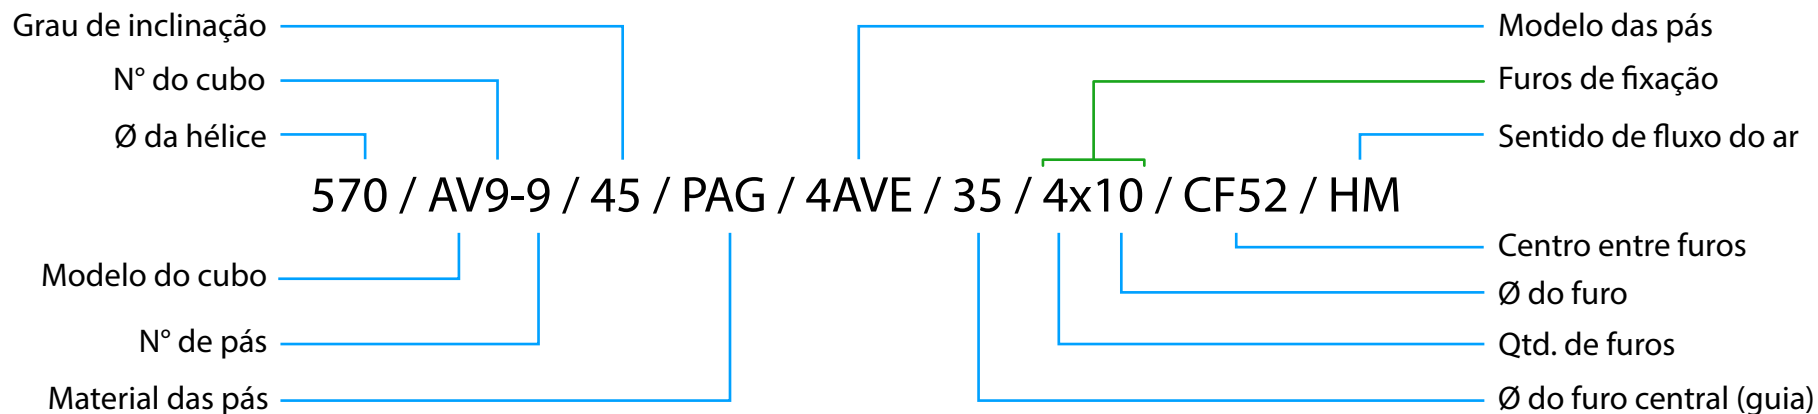 Grau de inclinação
Modelo das pás
N° do cubo
Furos de fixação
Ø da hélice
Sentido de fluxo do ar
570 / AV9-9 / 45 / PAG / 4AVE / 35 / 4x10 / CF52 / HM
Modelo do cubo
Centro entre furos
Ø do furo
N° de pás
Qtd. de furos
Material das pás
Ø do furo central (guia)